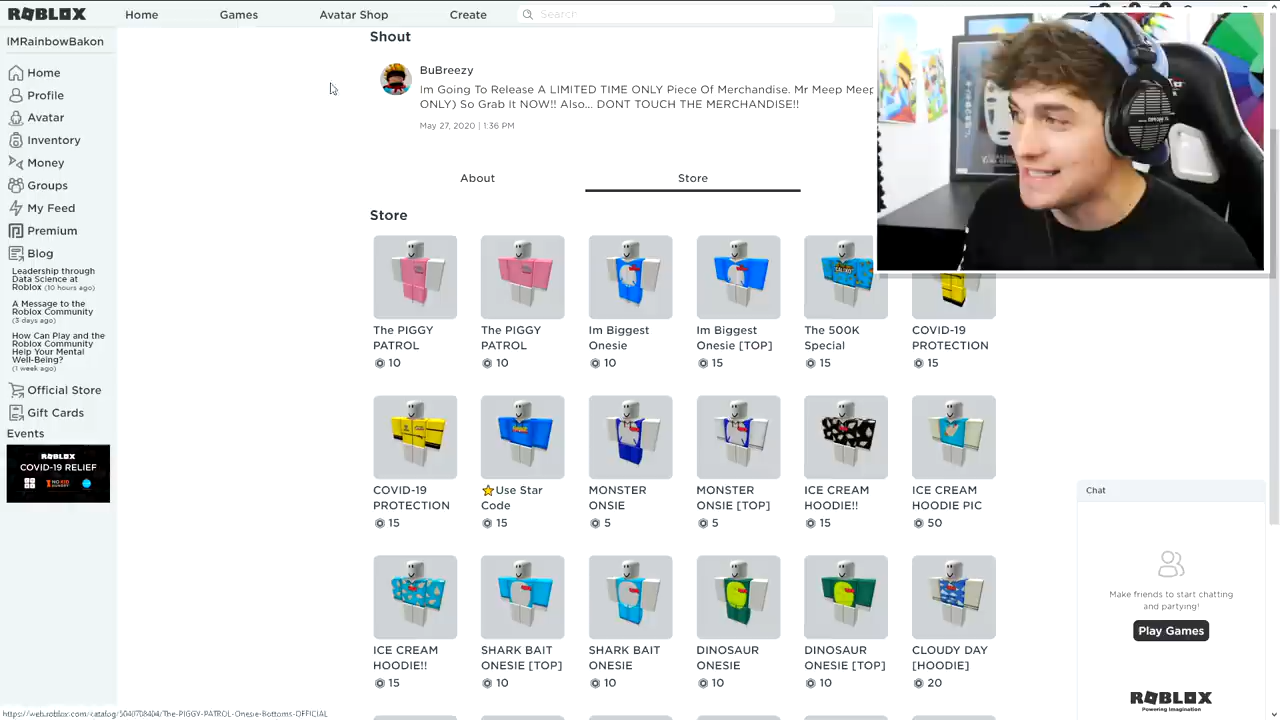 ROBLOX
Home
Games
Avatar Shop
Create
Search
IMRainbowBakon
Home
Profile
Avatar
Inventory
Money
Groups
My Feed
Premium
Blog
Leadership through
Data Science at
Roblox (10 hours ago)
A Message to the
Roblox Community
(3 days ago)
How Can Play and the
Roblox Community
Help Your Mental
Well-Being?
(1 week ago)
Official Store
Gift Cards
Events
ROBLOX
COVID-19 RELIEF
Shout
BuBreezy
Im Going To Release A LIMITED TIME ONLY Piece Of Merchandise. Mr Meep Meep
Grab It NOW!! Also... DONT TOUCH THE MERCHANDISE!!
2020 | 1:36 PM
About
Store
Store
The PIGGY
PATROL
10
The PIGGY
PATROL
10
Im Biggest
Onesie
10
Im Biggest
Onesie [TOP]
15
The 500K
Special
15
COVID-19
PROTECTION
15
COVID-19
PROTECTION
15
⭐Use Star
Code
15
MONSTER
ONSIE
5
MONSTER
ONSIE [TOP]
5
ICE CREAM
HOODIE!!
15
ICE CREAM
HOODIE PIC
50
ICE CREAM
HOODIE!!
15
SHARK BAIT
ONESIE [TOP]
10
SHARK BAIT
ONESIE
10
DINOSAUR
ONESIE
10
DINOSAUR
ONESIE [TOP]
10
CLOUDY DAY
[HOODIE]
20
Chat
Make friends to start chatting
and partying!
Play Games
ROBLOX
Powering Imagination